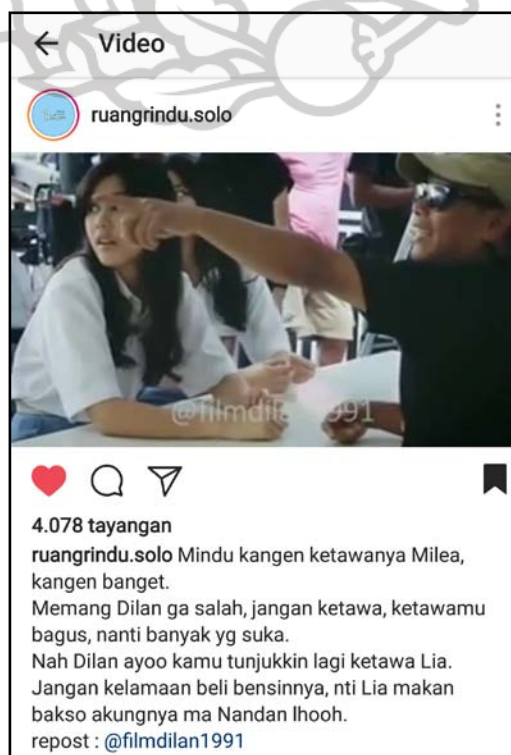 Video
ruangrindu.solo
@filmdilan1991
4.078 tayangan
ruangrindu.solo Mindu kangen ketawanya Milea,
kangen banget.
Memang Dilan ga salah, jangan ketawa, ketawamu
bagus, nanti banyak yg suka.
Nah Dilan ayoo kamu tunjukkin lagi ketawa Lia.
Jangan kelamaan beli bensinnya, nti Lia makan
bakso akungnya ma Nandan lhooh.
repost : @filmdilan1991